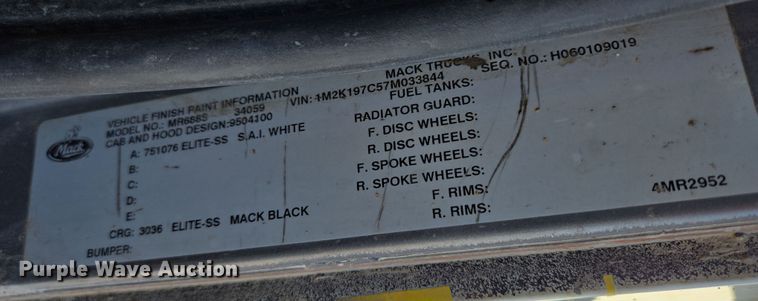 MACK TRUCKS, INC.
VEHICLE FINISH PAINT INFORMATION VIN: 1M2K197C57M033844 SEQ. NO.: H060109019
MODEL NO.: MR688S 34059 FUEL TANKS:
CAB AND HOOD DESIGN:9504100 RADIATOR GUARD:
Mack
A: 751076 ELITE-SS S.A.I. WHITE F. DISC WHEELS:
B: R. DISC WHEELS:
C: F. SPOKE WHEELS:
D: R. SPOKE WHEELS:
E: F. RIMS:
CRG: 3036 ELITE-SS MACK BLACK R. RIMS:
4MR2952
BUMPER:
Purple Wave Auction